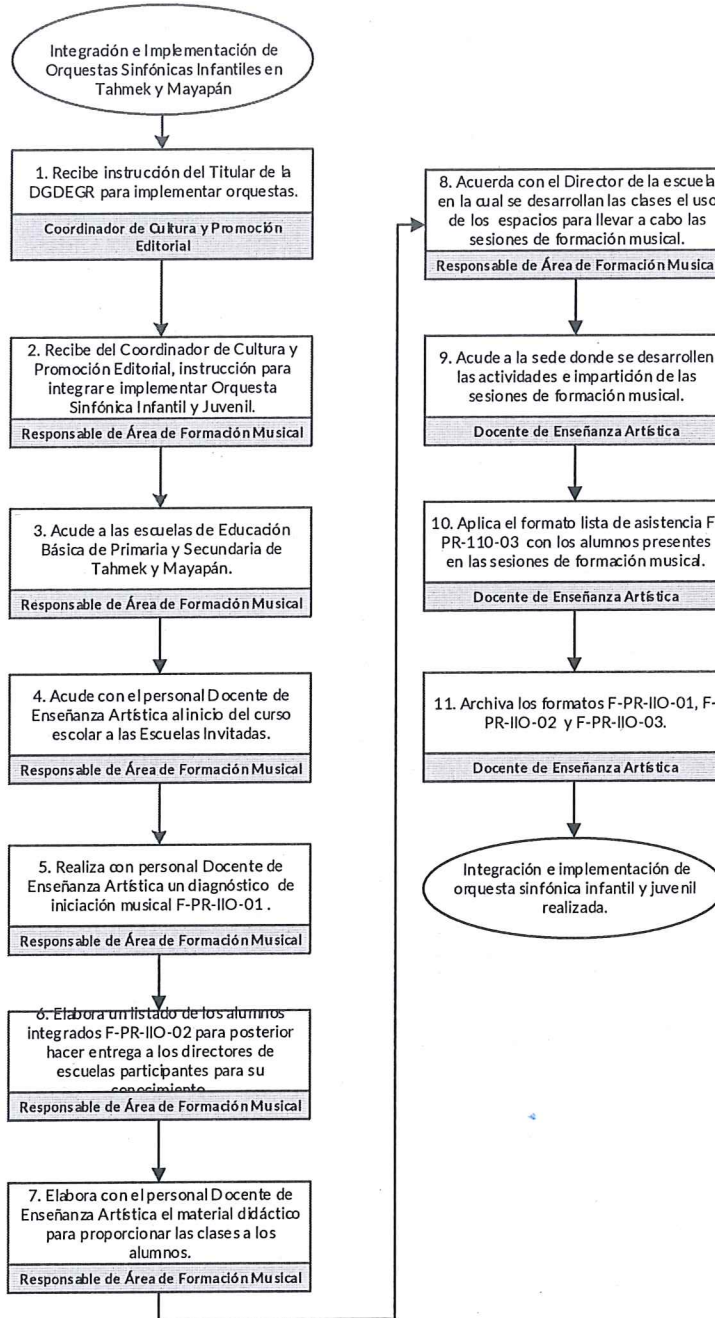 Integración e Implementación de
Orquestas Sinfónicas Infantiles en
Tahmek y Mayapán
1. Recibe instrucción del Titular de la
DGDEGR para implementar orquestas.
Coordinador de Cultura y Promoción
Editorial
2. Recibe del Coordinador de Cultura y
Promoción Editorial, instrucción para
integrar e implementar Orquesta
Sinfónica Infantil y Juvenil.
Responsable de Área de Formación Musical
3. Acude a las escuelas de Educación
Básica de Primaria y Secundaria de
Tahmek y Mayapán.
Responsable de Área de Formación Musical
4. Acude con el personal Docente de
Enseñanza Artística al inicio del curso
escolar a las Escuelas Invitadas.
Responsable de Área de Formación Musical
5. Realiza con personal Docente de
Enseñanza Artística un diagnóstico de
iniciación musical F-PR-IIO-01 .
Responsable de Área de Formación Musical
6. Elabora un listado de los alumnos
integrados F-PR-IIO-02 para posterior
hacer entrega a los directores de
escuelas participantes para su
conocimiento
Responsable de Área de Formación Musical
7. Elabora con el personal Docente de
Enseñanza Artística el material didáctico
para proporcionar las clases a los
alumnos.
Responsable de Área de Formación Musical
8. Acuerda con el Director de la escuela
en la cual se desarrollan las clases el uso
de los espacios para llevar a cabo las
sesiones de formación musical.
Responsable de Área de Formación Musica
9. Acude a la sede donde se desarrollen
las actividades e impartición de las
sesiones de formación musical.
Docente de Enseñanza Artística
10. Aplica el formato lista de asistencia F
PR-110-03 con los alumnos presentes
en las sesiones de formación musical.
Docente de Enseñanza Artística
11. Archiva los formatos F-PR-IIO-01, F-
PR-IIO-02 y F-PR-IIO-03.
Docente de Enseñanza Artística
Integración e implementación de
orquesta sinfónica infantil y juvenil
realizada.